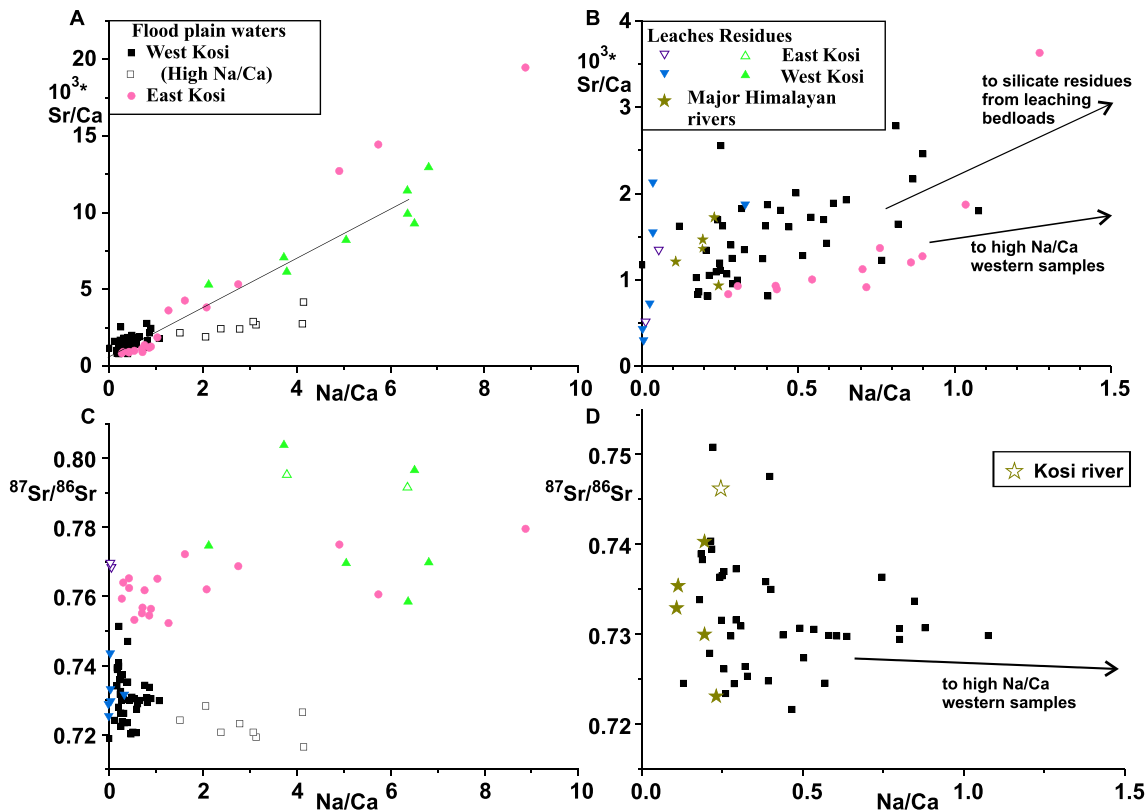 A
Flood plain waters
West Kosi
(High Na/Ca)
East Kosi
10³*
Sr/Ca
20
15
10
5
0
0 2 4 6 8 10
Na/Ca
B
Leaches Residues
East Kosi
West Kosi
Major Himalayan
rivers
10³*
Sr/Ca
4
3
2
1
0
to silicate residues
from leaching
bedloads
to high Na/Ca
western samples
0.0 0.5 1.0 1.5
Na/Ca
C
⁸⁷Sr/⁸⁶Sr
0.80
0.78
0.76
0.74
0.72
0 2 4 6 8 10
Na/Ca
D
⁸⁷Sr/⁸⁶Sr
Kosi river
0.75
0.74
0.73
0.72
to high Na/Ca
western samples
0.0 0.5 1.0 1.5
Na/Ca